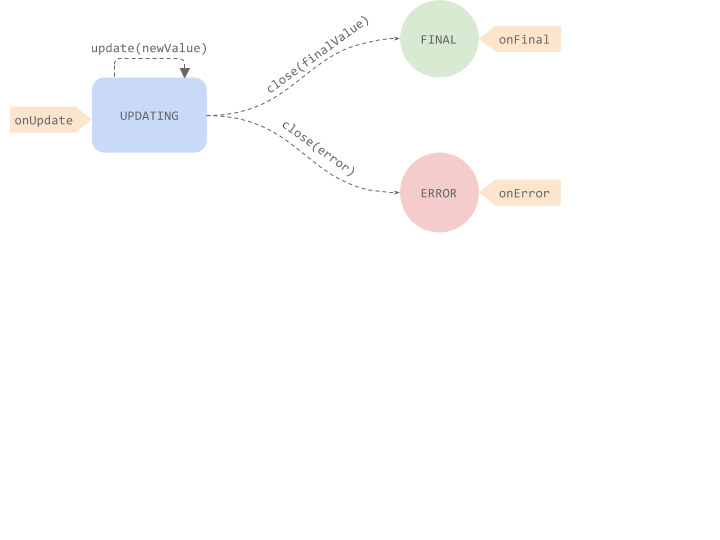 close(finalValue)
FINAL
onFinal
update(newValue)
onUpdate
UPDATING
close(error)
ERROR
onError